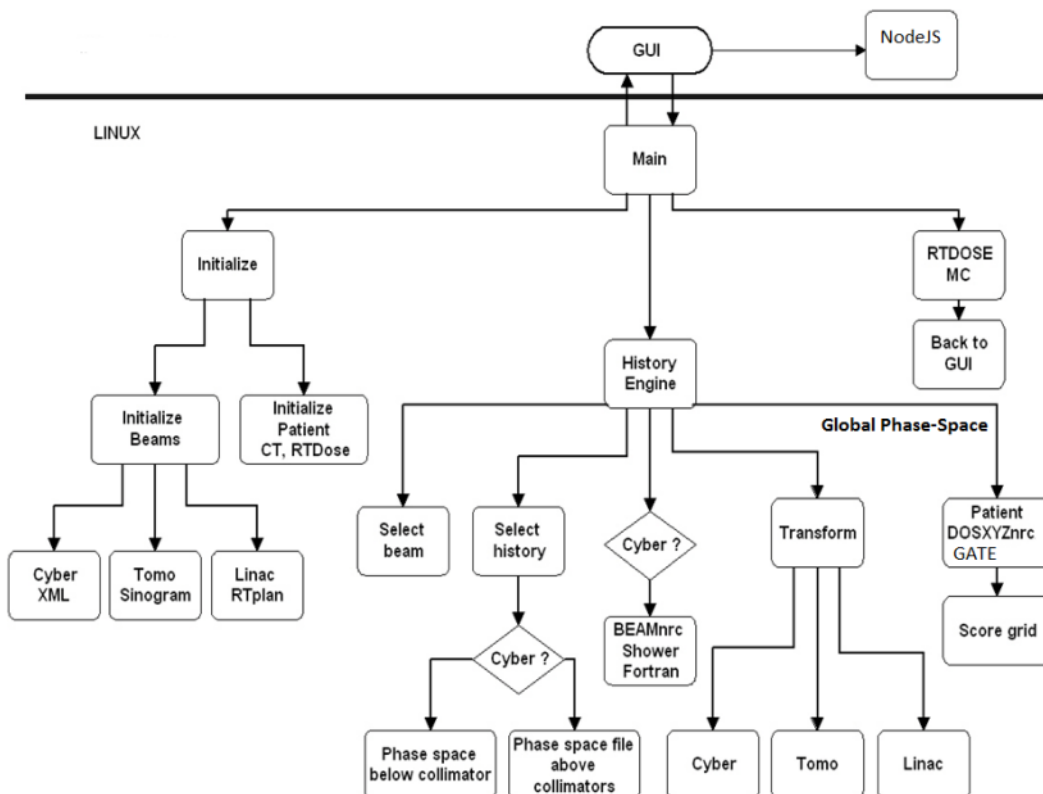 GUI
NodeJS
LINUX
Main
Initialize
RTDOSE
MC
History
Engine
Back to
GUI
Initialize
Beams
Initialize
Patient
CT, RTDose
Global Phase-Space
Select
beam
Select
history
Cyber ?
Transform
Patient
DOSXYZnrc
GATE
Cyber
XML
Tomo
Sinogram
Linac
RTplan
BEAMnrc
Shower
Fortran
Score grid
Cyber ?
Phase space
below collimator
Phase space file
above
collimators
Cyber
Tomo
Linac